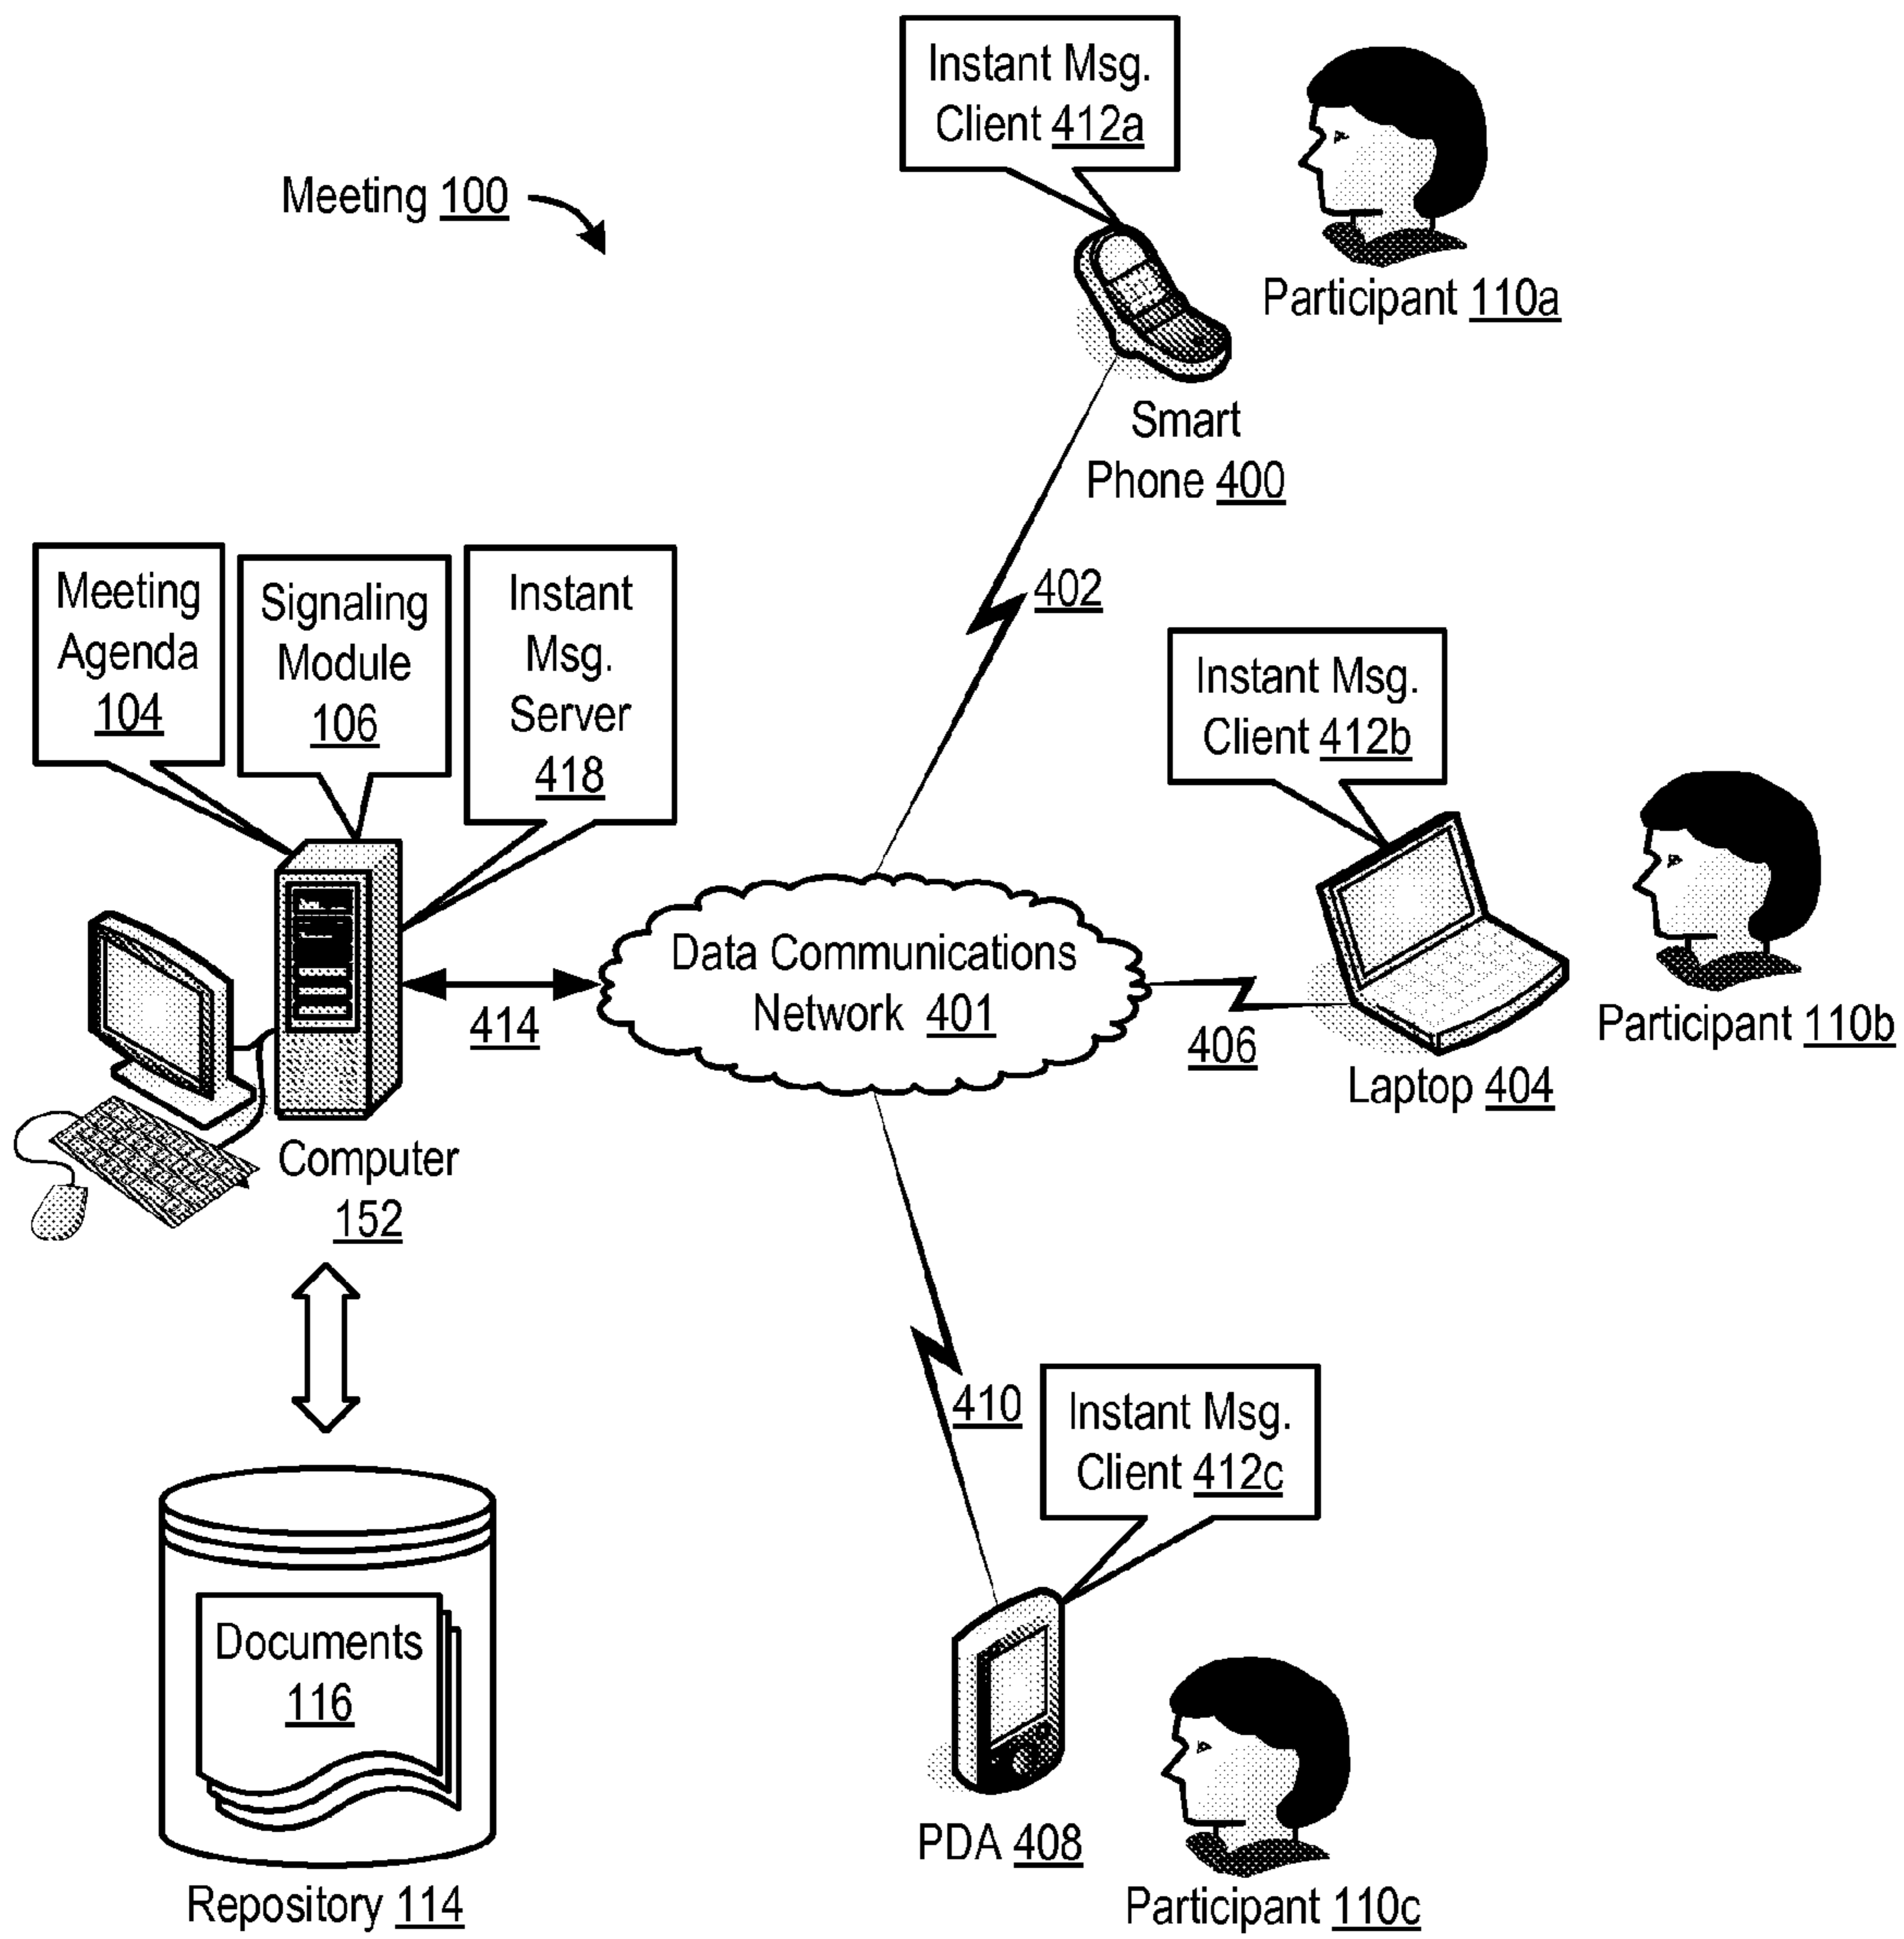 Instant Msg.
Client 412a
Meeting 100
Participant 110a
Smart
Phone 400
Meeting
Agenda
104
Signaling
Module
106
Instant
Msg.
Server
418
402
Instant Msg.
Client 412b
Data Communications
Network 401
414
406
Participant 110b
Laptop 404
Computer
152
410
Instant Msg.
Client 412c
Documents
116
PDA 408
Repository 114
Participant 110c